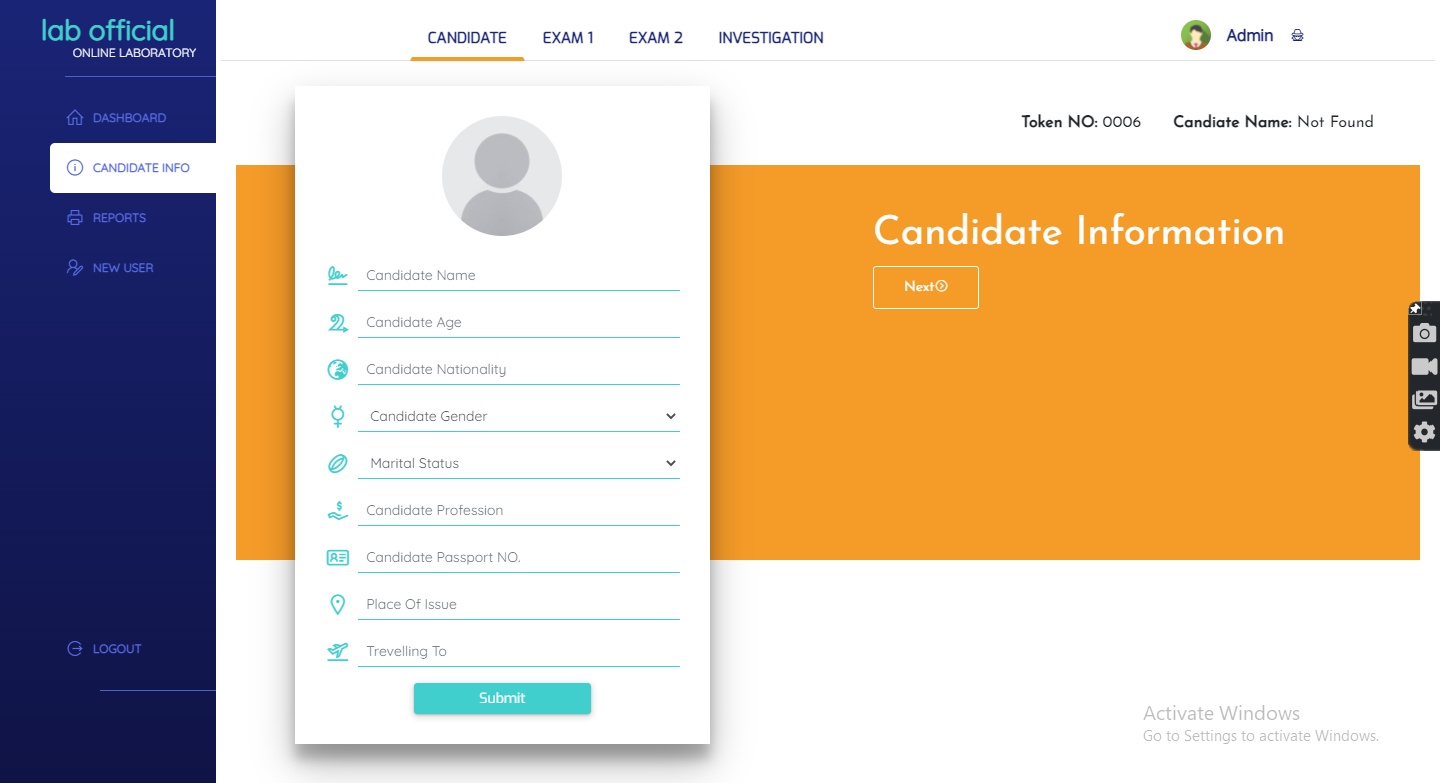 lab official
ONLINE LABORATORY
DASHBOARD
CANDIDATE INFO
REPORTS
NEW USER
LOGOUT
CANDIDATE EXAM 1 EXAM 2 INVESTIGATION
Admin
Token NO: 0006 Candiate Name: Not Found
Candidate Name
Candidate Age
Candidate Nationality
Candidate Gender
Marital Status
Candidate Profession
Candidate Passport NO.
Place Of Issue
Trevelling To
Submit
Candidate Information
Next
Activate Windows
Go to Settings to activate Windows.